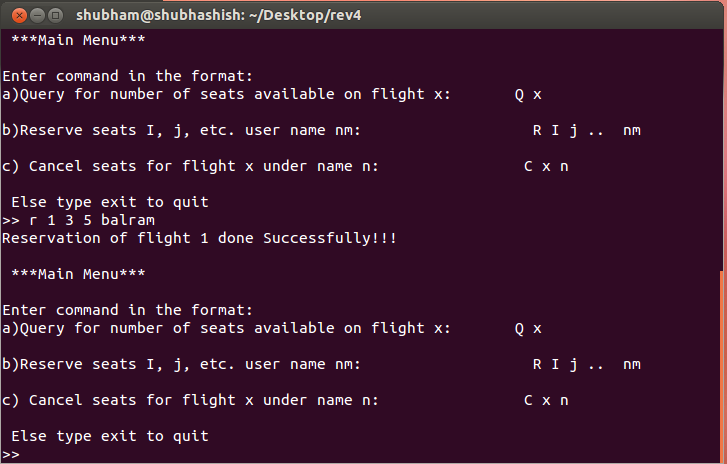 shubham@shubhashish: ~/Desktop/rev4
***Main Menu***
Enter command in the format:
a)Query for number of seats available on flight x: Q x
b)Reserve seats I, j, etc. user name nm: R I j .. nm
c) Cancel seats for flight x under name n: C x n
Else type exit to quit
>> r 1 3 5 balram
Reservation of flight 1 done Successfully!!!
***Main Menu***
Enter command in the format:
a)Query for number of seats available on flight x: Q x
b)Reserve seats I, j, etc. user name nm: R I j .. nm
c) Cancel seats for flight x under name n: C x n
Else type exit to quit
>>